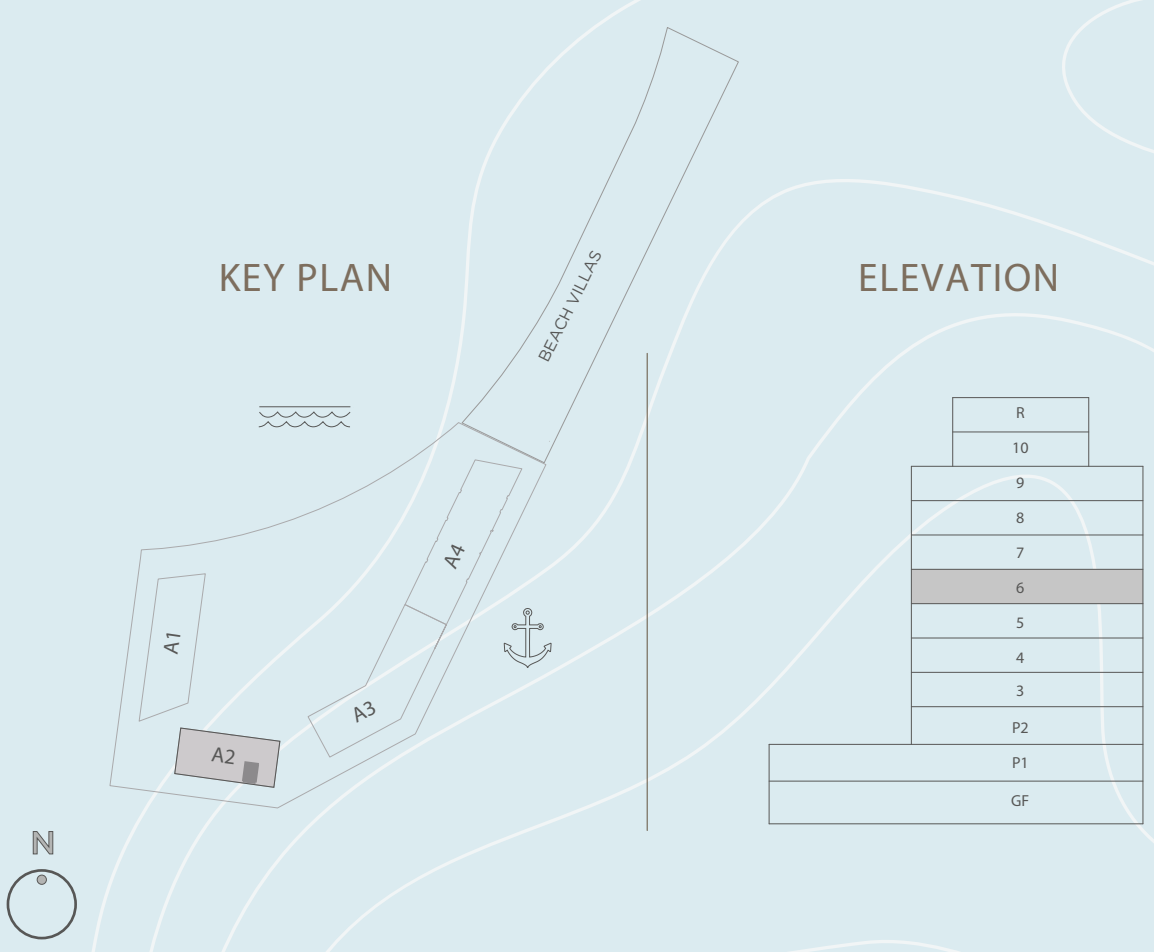 KEY PLAN
BEACH VILLAS
A4
A1
A3
A2
N
ELEVATION
R
10
9
8
7
6
5
4
3
P2
P1
GF